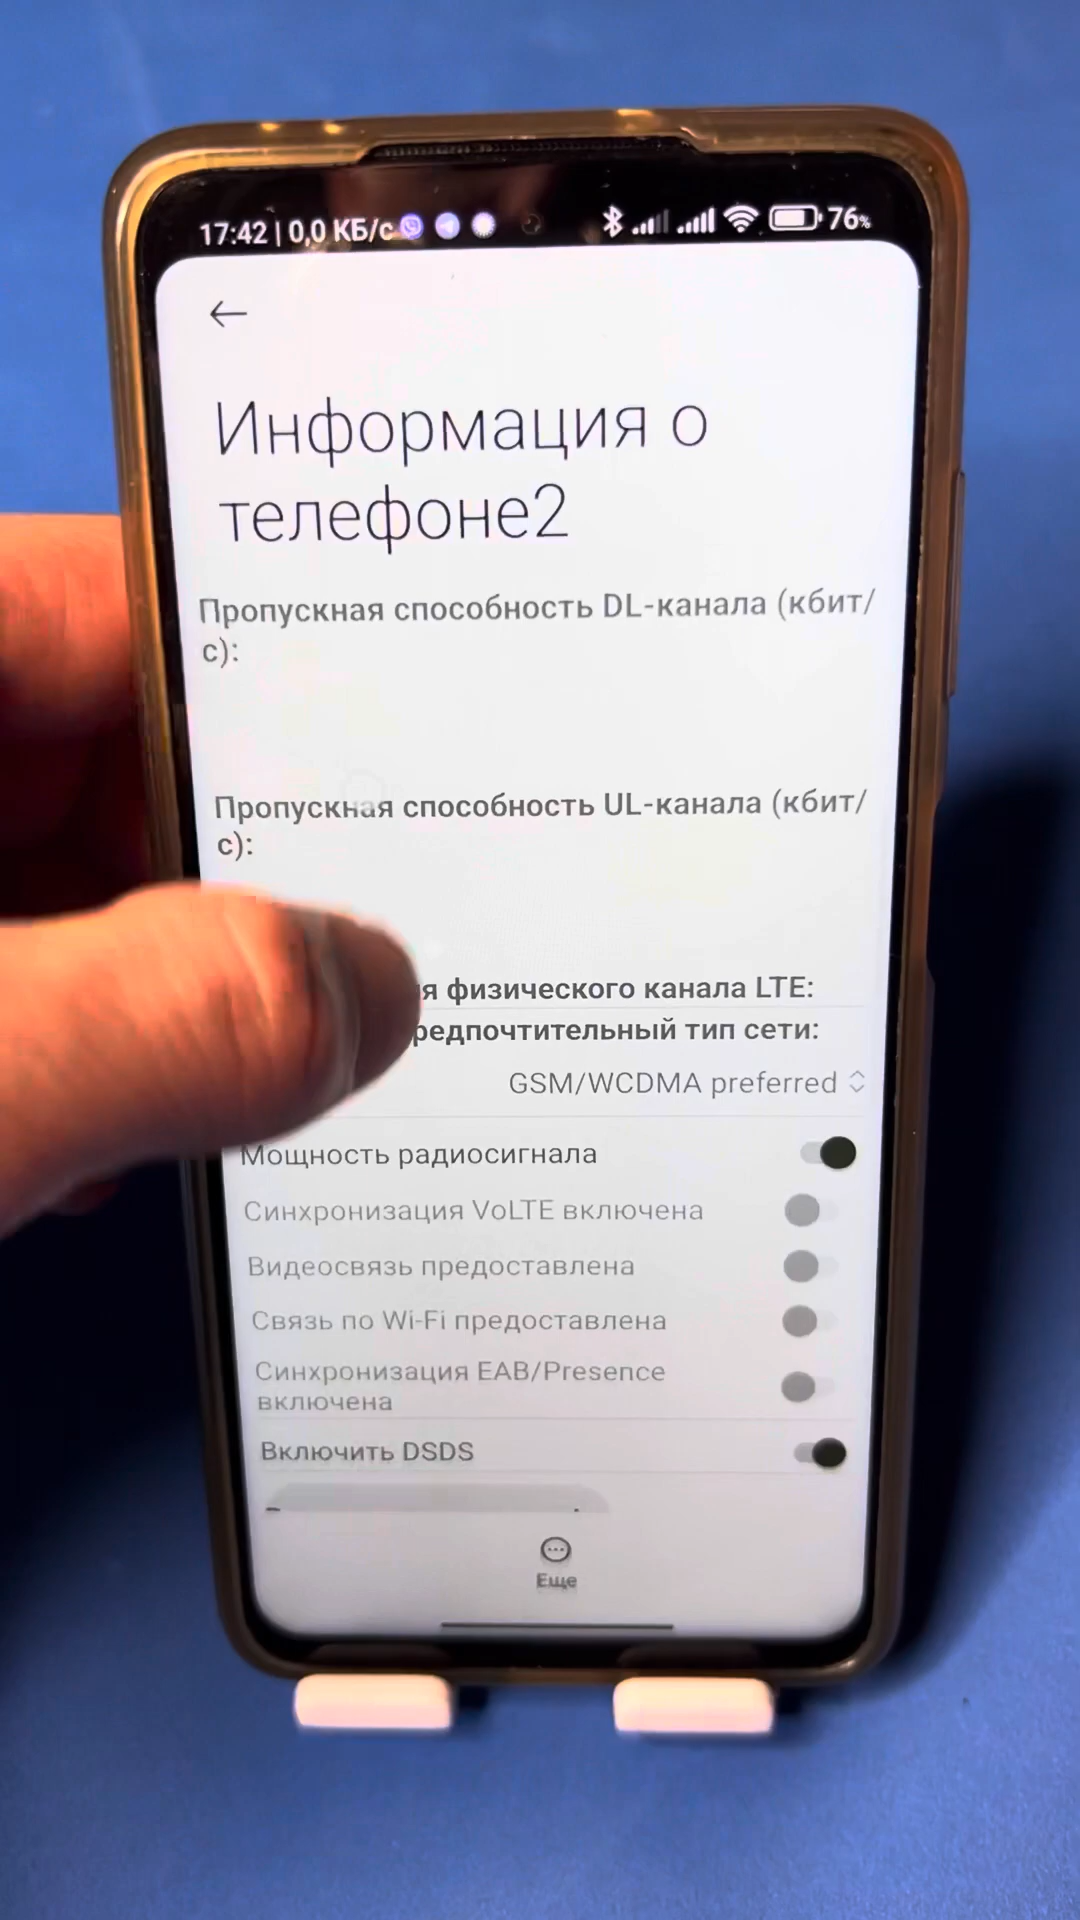 17:42 | 0,0 КБ/с 76%
Информация о
телефоне2
Пропускная способность DL-канала (кбит/
с):
Пропускная способность UL-канала (кбит/
с):
физического канала LTE:
редпочтительный тип сети:
GSM/WCDMA preferred
Мощность радиосигнала
Синхронизация VoLTE включена
Видеосвязь предоставлена
Связь по Wi-Fi предоставлена
Синхронизация EAB/Presence
включена
Включить DSDS
Еще